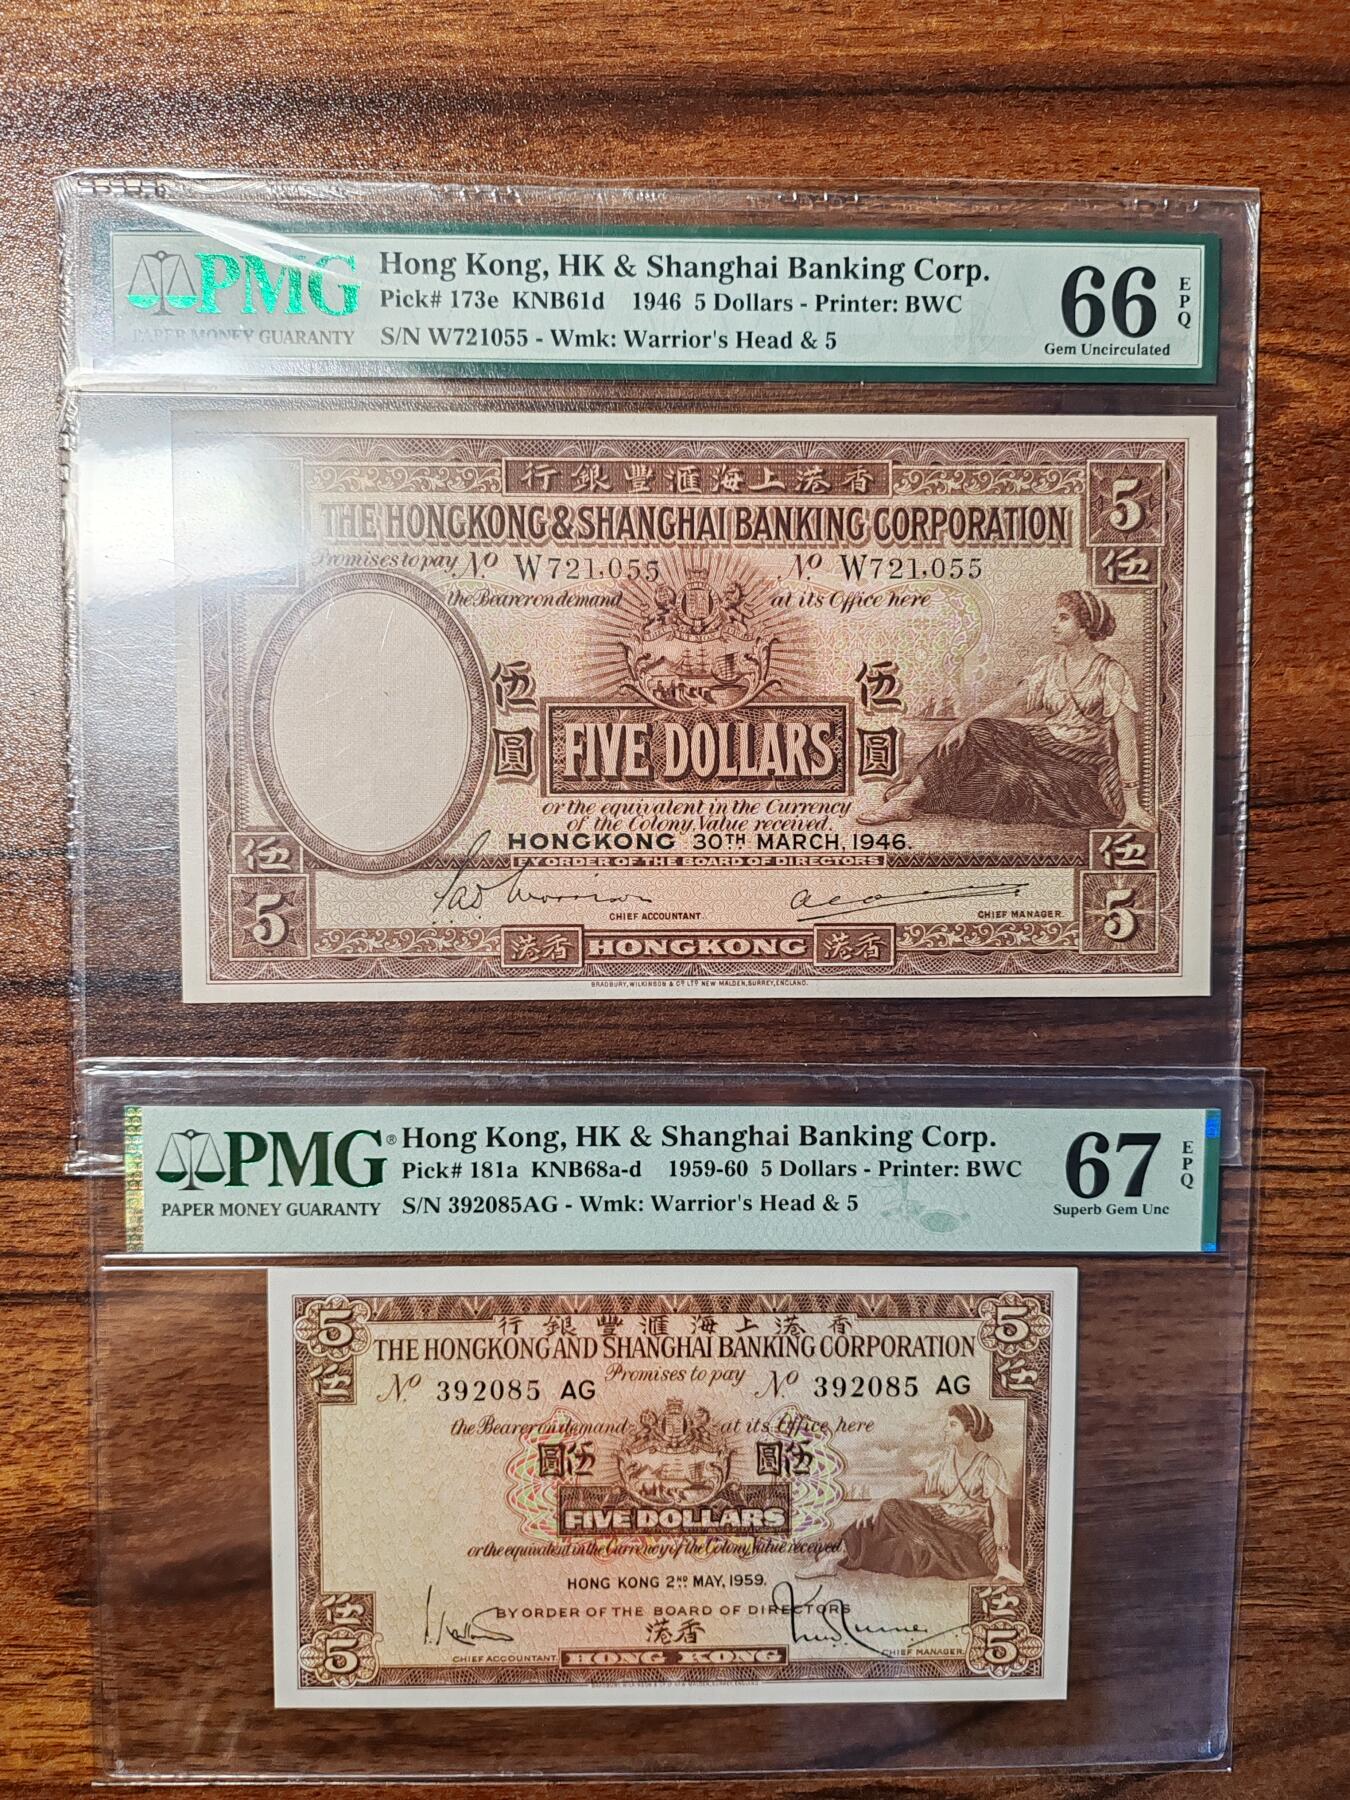 PMG
PAPER MONEY GUARANTY
Hong Kong, HK & Shanghai Banking Corp.
Pick# 173e KNB61d 1946 5 Dollars - Printer: BWC
S/N W721055 - Wmk: Warrior's Head & 5
66
EPQ
Gem Uncirculated
行銀豐滙海上港香
5
THE HONGKONG & SHANGHAI BANKING CORPORATION
伍
Promises to pay No W721,055 No W721,055
the Bearer on demand at its Office here
伍圓 伍圓
FIVE DOLLARS
or the equivalent in the Currency
of the Colony, Value received.
HONGKONG 30TH MARCH, 1946.
伍 伍
BY ORDER OF THE BOARD OF DIRECTORS
5 5
CHIEF ACCOUNTANT. CHIEF MANAGER.
港香 HONGKONG 港香
BRADBURY, WILKINSON & Co LTD NEW MALDEN, SURREY, ENGLAND.
PMG®
PAPER MONEY GUARANTY
Hong Kong, HK & Shanghai Banking Corp.
Pick# 181a KNB68a-d 1959-60 5 Dollars - Printer: BWC
S/N 392085AG - Wmk: Warrior's Head & 5
67
EPQ
Superb Gem Unc
5 行銀豐滙海上港香 5
THE HONGKONG AND SHANGHAI BANKING CORPORATION
伍 Promises to pay 伍
No 392085 AG No 392085 AG
the Bearer on demand at its Office here
圓伍 圓伍
FIVE DOLLARS
or the equivalent in the Currency of the Colony, Value received.
HONG KONG 2ND MAY, 1959.
伍 BY ORDER OF THE BOARD OF DIRECTORS 伍
港香
5 CHIEF ACCOUNTANT. HONG KONG CHIEF MANAGER. 5